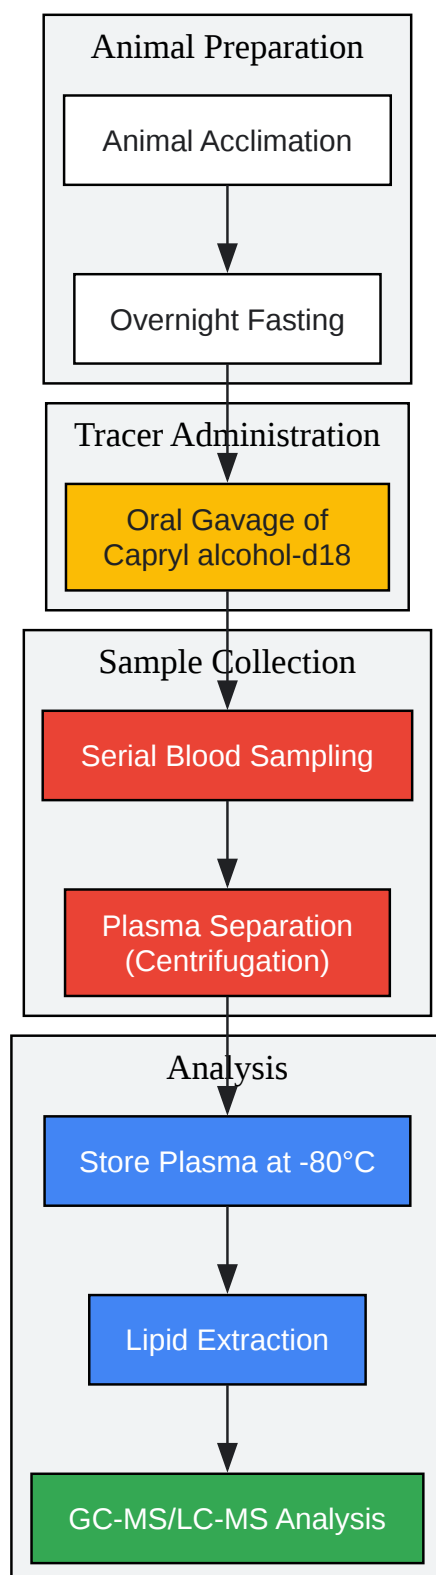 Animal Preparation
Animal Acclimation
Overnight Fasting
Tracer Administration
Oral Gavage of
Capryl alcohol-d18
Sample Collection
Serial Blood Sampling
Plasma Separation
(Centrifugation)
Analysis
Store Plasma at -80°C
Lipid Extraction
GC-MS/LC-MS Analysis